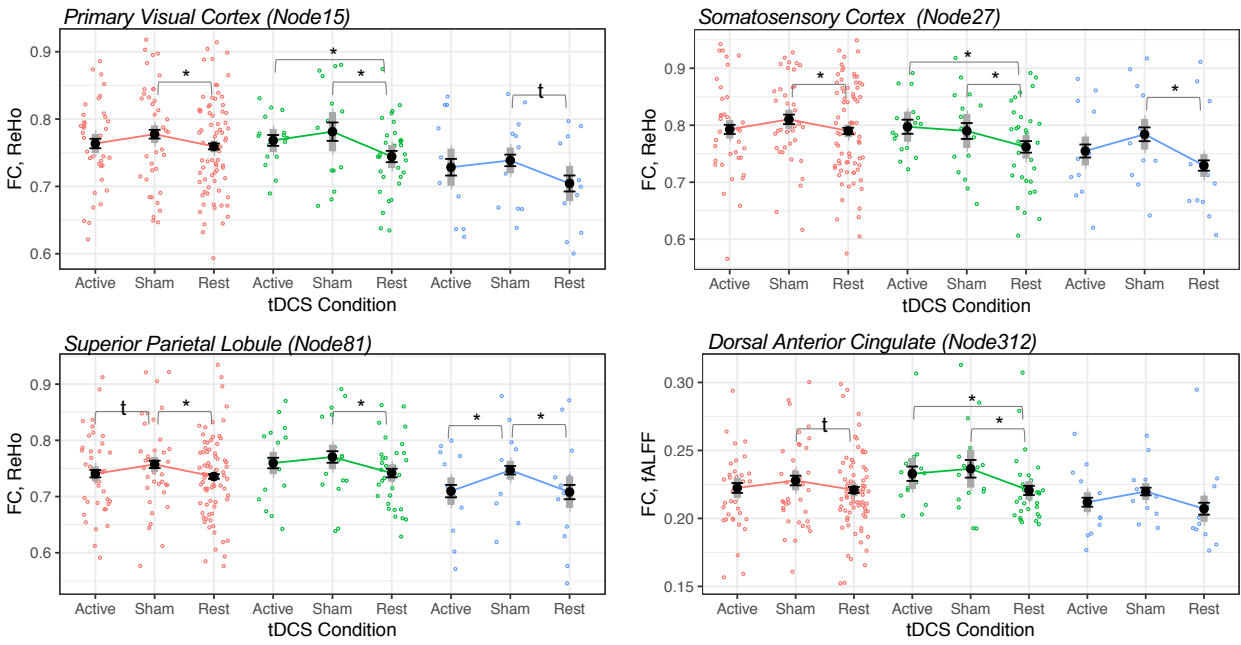 Primary Visual Cortex (Node15)
FC, ReHo
0.9
0.8
0.7
0.6
* * * ƭ
Active Sham Rest Active Sham Rest Active Sham Rest
tDCS Condition
Somatosensory Cortex (Node27)
FC, ReHo
0.9
0.8
0.7
0.6
* * * *
Active Sham Rest Active Sham Rest Active Sham Rest
tDCS Condition
Superior Parietal Lobule (Node81)
FC, ReHo
0.9
0.8
0.7
0.6
ƭ * * * *
Active Sham Rest Active Sham Rest Active Sham Rest
tDCS Condition
Dorsal Anterior Cingulate (Node312)
FC, fALFF
0.30
0.25
0.20
0.15
ƭ * *
Active Sham Rest Active Sham Rest Active Sham Rest
tDCS Condition